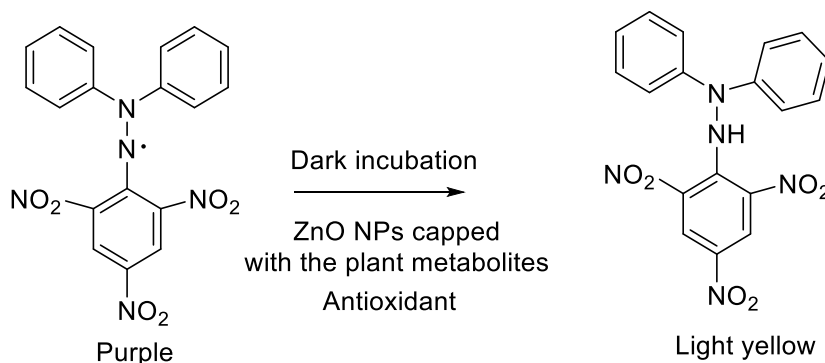 N
N·
NO2
NO2
NO2
Purple
Dark incubation
ZnO NPs capped
with the plant metabolites
Antioxidant
N
NH
NO2
NO2
NO2
Light yellow